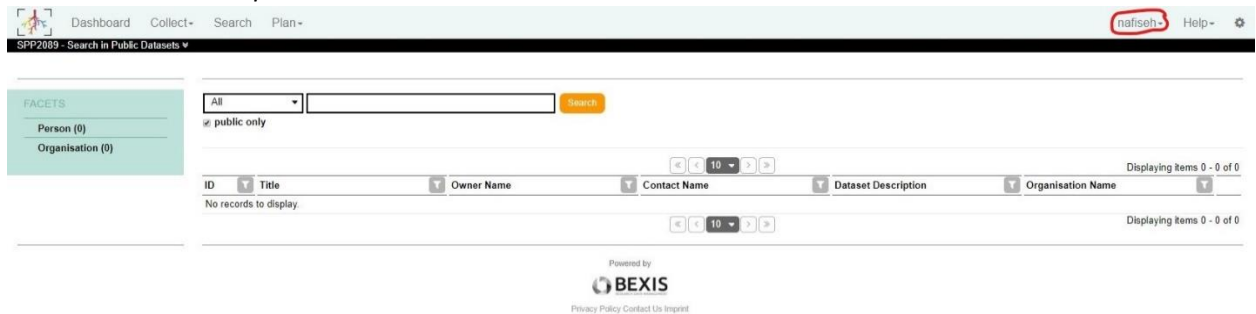 Dashboard Collect Search Plan nafiseh Help
SPP2089 - Search in Public Datasets
FACETS
Person (0)
Organisation (0)
All Search
public only
10
Displaying items 0 - 0 of 0
ID Title Owner Name Contact Name Dataset Description Organisation Name
No records to display.
10
Displaying items 0 - 0 of 0
Powered by
BEXIS
Privacy Policy Contact Us Imprint